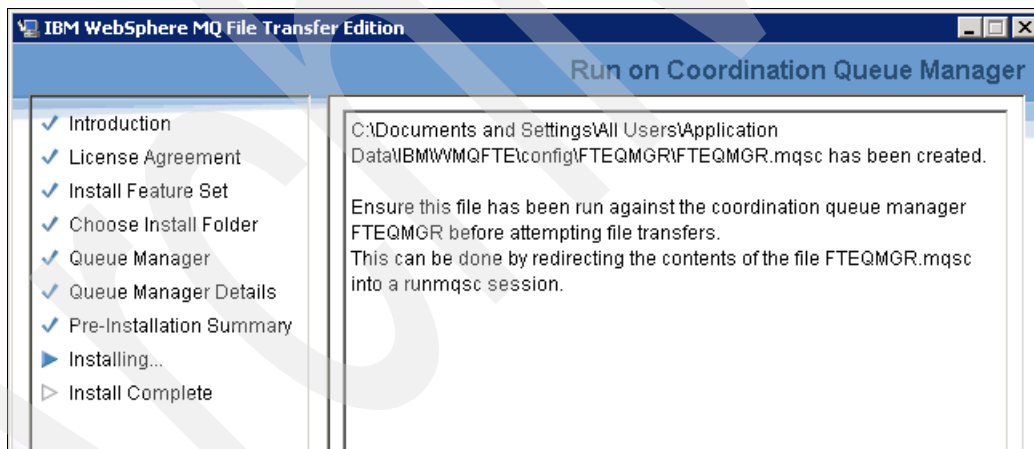 IBM WebSphere MQ File Transfer Edition
Run on Coordination Queue Manager
Introduction
License Agreement
Install Feature Set
Choose Install Folder
Queue Manager
Queue Manager Details
Pre-Installation Summary
Installing...
Install Complete
C:\Documents and Settings\All Users\Application
Data\IBM\WMQFTE\config\FTEQMGR\FTEQMGR.mqsc has been created.
Ensure this file has been run against the coordination queue manager
FTEQMGR before attempting file transfers.
This can be done by redirecting the contents of the file FTEQMGR.mqsc
into a runmqsc session.